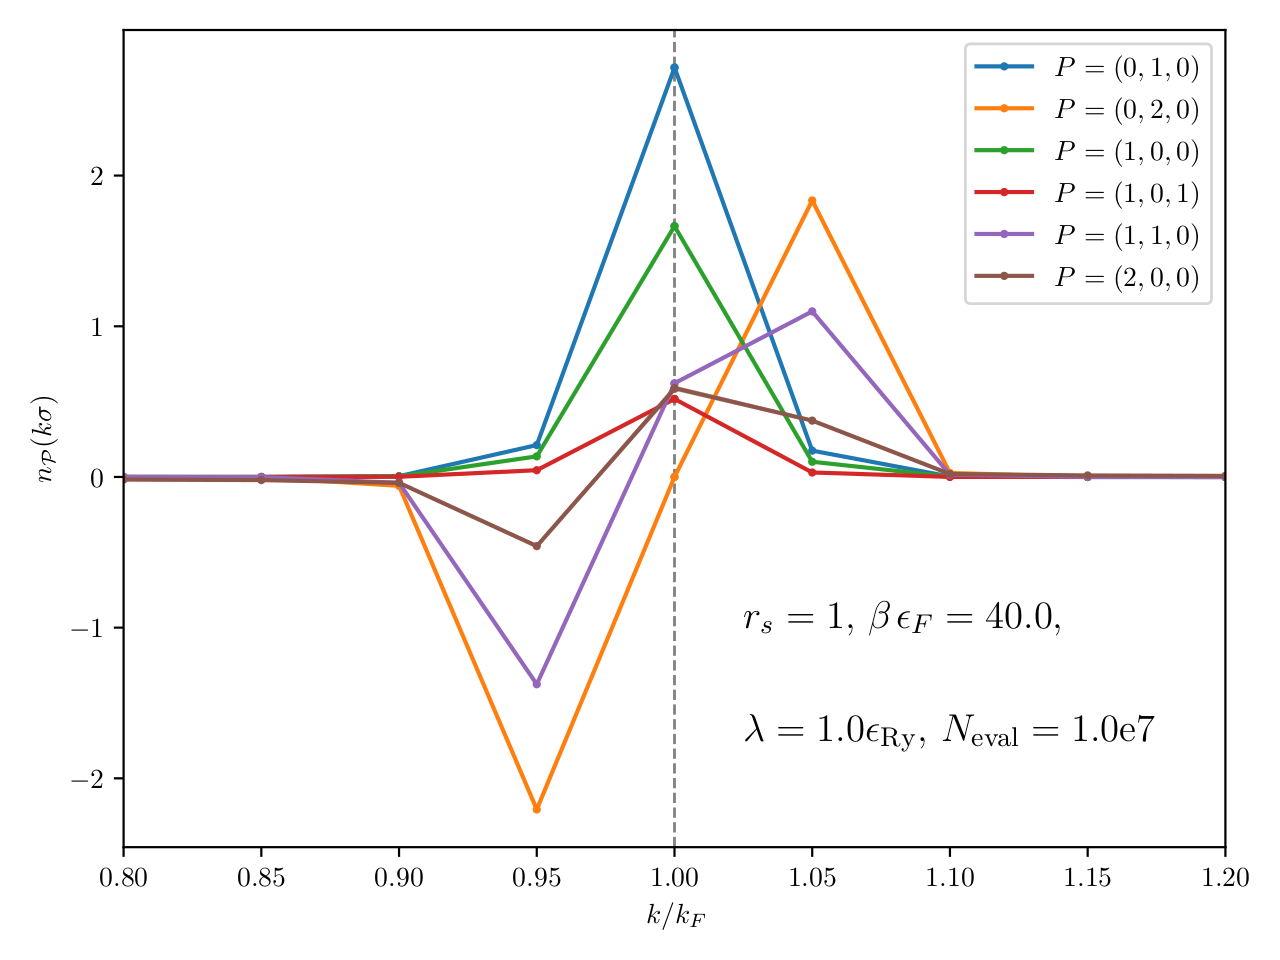 P = (0, 1, 0)
P = (0, 2, 0)
P = (1, 0, 0)
P = (1, 0, 1)
P = (1, 1, 0)
P = (2, 0, 0)
2
1
0
−1
−2
n_𝒫(kσ)
r_s = 1, β ϵ_F = 40.0,
λ = 1.0ϵ_Ry, N_eval = 1.0e7
0.80 0.85 0.90 0.95 1.00 1.05 1.10 1.15 1.20
k/k_F